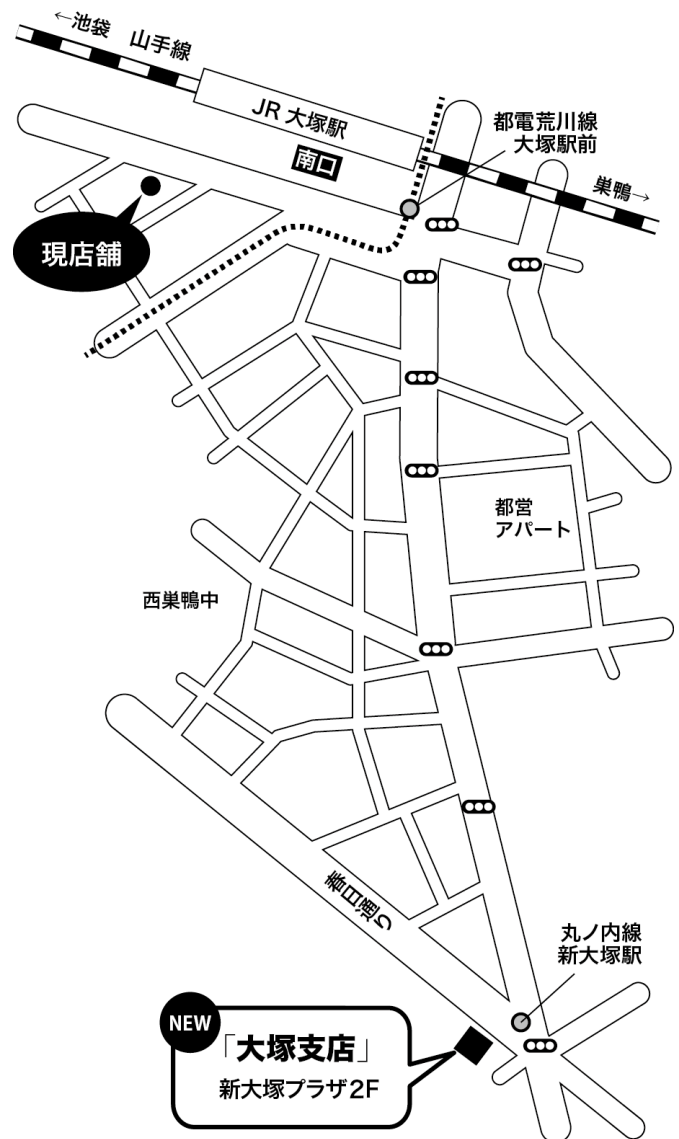 ←池袋 山手線
JR 大塚駅
南口
都電荒川線
大塚駅前
巣鴨→
現店舗
都営
アパート
西巣鴨中
春日通り
丸ノ内線
新大塚駅
NEW
「大塚支店」
新大塚プラザ2F